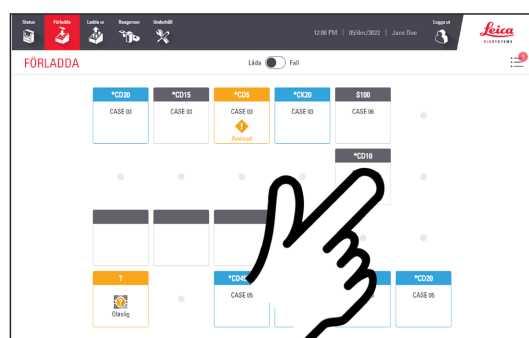 Status
Förladda
Ladda ur
Reagenser
Underhåll
12:08 PM | 05/dec/2022 | Jane Doe
Logga ut
Leica
BIOSYSTEMS
FÖRLADDA
Låda
Fall
1
*CD20
*CD15
*CD5
*CK20
S100
CASE 03
CASE 03
CASE 03
CASE 03
CASE 06
!
Avvisad
*CD10
?
*CD20
?
CASE 05
CASE 05
Oläslig